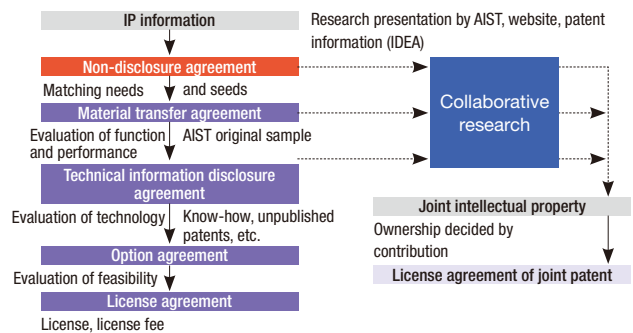 IP information
Research presentation by AIST, website, patent
information (IDEA)
Non-disclosure agreement
Matching needs and seeds
Material transfer agreement
Evaluation of function
and performance
AIST original sample
Technical information disclosure
agreement
Evaluation of technology
Know-how, unpublished
patents, etc.
Option agreement
Evaluation of feasibility
License agreement
License, license fee
Collaborative
research
Joint intellectual property
Ownership decided by
contribution
License agreement of joint patent